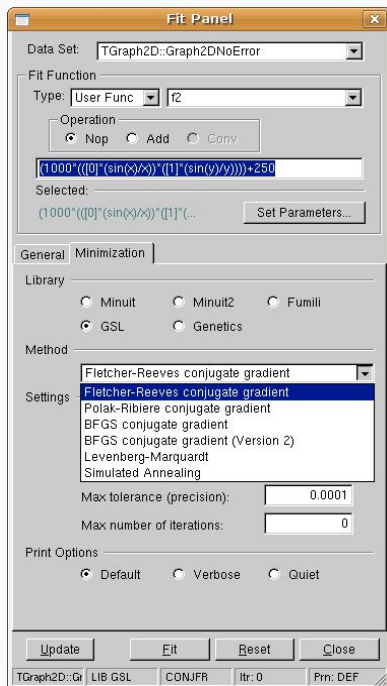 Fit Panel
Data Set: TGraph2D::Graph2DNoError
Fit Function
Type: User Func f2
Operation
Nop Add Conv
(1000*(([0]*(sin(x)/x))*([1]*(sin(y)/y))))+250
Selected:
(1000*(([0]*(sin(x)/x))*([1]*(... Set Parameters...
General Minimization
Library
Minuit Minuit2 Fumili
GSL Genetics
Method
Fletcher-Reeves conjugate gradient
Settings Fletcher-Reeves conjugate gradient
Polak-Ribiere conjugate gradient
BFGS conjugate gradient
BFGS conjugate gradient (Version 2)
Levenberg-Marquardt
Simulated Annealing
Max tolerance (precision): 0.0001
Max number of iterations: 0
Print Options
Default Verbose Quiet
Update Fit Reset Close
TGraph2D::Gr LIB GSL CONJFR Itr: 0 Prn: DEF